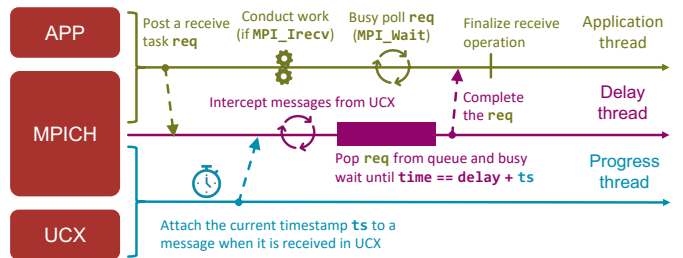 APP
MPICH
UCX
Post a receive
task req
Conduct work
(if MPI_Irecv)
Busy poll req
(MPI_Wait)
Finalize receive
operation
Application
thread
Intercept messages from UCX
Complete
the req
Delay
thread
Pop req from queue and busy
wait until time == delay + ts
Progress
thread
Attach the current timestamp ts to a
message when it is received in UCX